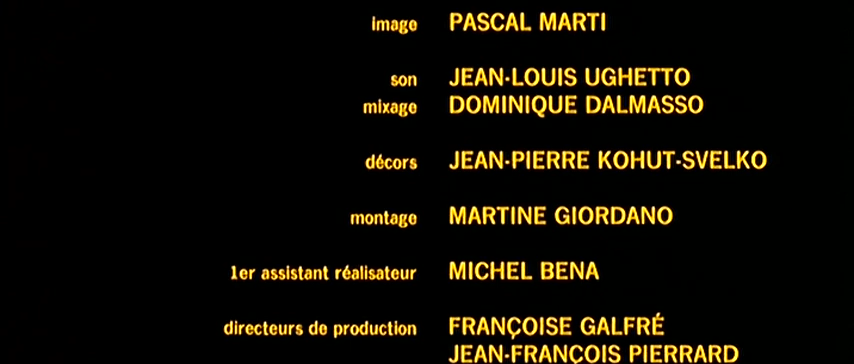 image PASCAL MARTI
son JEAN-LOUIS UGHETTO
mixage DOMINIQUE DALMASSO
décors JEAN-PIERRE KOHUT-SVELKO
montage MARTINE GIORDANO
1er assistant réalisateur MICHEL BENA
directeurs de production FRANÇOISE GALFRÉ
JEAN-FRANÇOIS PIERRARD